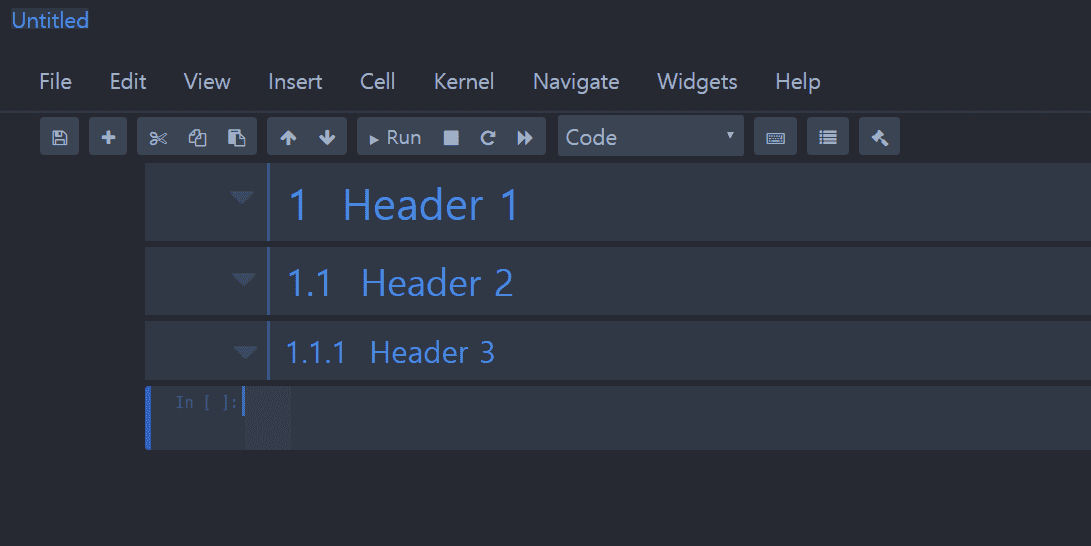 Untitled
File Edit View Insert Cell Kernel Navigate Widgets Help
Run Code
1 Header 1
1.1 Header 2
1.1.1 Header 3
In [ ]: